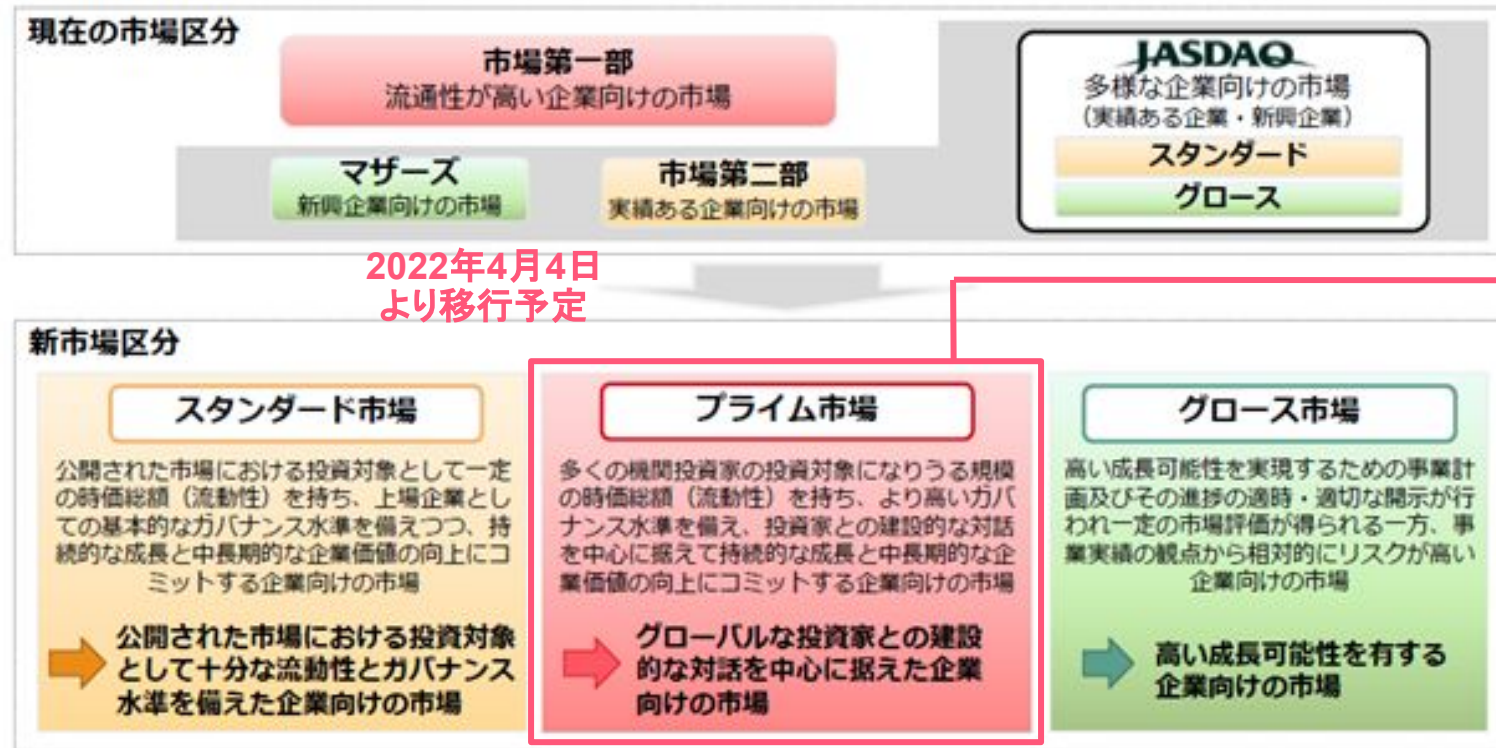 現在の市場区分
市場第一部
流通性が高い企業向けの市場
マザーズ
新興企業向けの市場
市場第二部
実績ある企業向けの市場
JASDAQ
多様な企業向けの市場
（実績ある企業・新興企業）
スタンダード
グロース
2022年4月4日
より移行予定
新市場区分
スタンダード市場
公開された市場における投資対象として一定
の時価総額（流動性）を持ち、上場企業とし
ての基本的なガバナンス水準を備えつつ、持
続的な成長と中長期的な企業価値の向上にコ
ミットする企業向けの市場
公開された市場における投資対象
として十分な流動性とガバナンス
水準を備えた企業向けの市場
プライム市場
多くの機関投資家の投資対象になりうる規模
の時価総額（流動性）を持ち、より高いガバ
ナンス水準を備え、投資家との建設的な対話
を中心に据えて持続的な成長と中長期的な企
業価値の向上にコミットする企業向けの市場
グローバルな投資家との建設
的な対話を中心に据えた企業
向けの市場
グロース市場
高い成長可能性を実現するための事業計
画及びその進捗の適時・適切な開示が行
われ一定の市場評価が得られる一方、事
業実績の観点から相対的にリスクが高い
企業向けの市場
高い成長可能性を有する
企業向けの市場